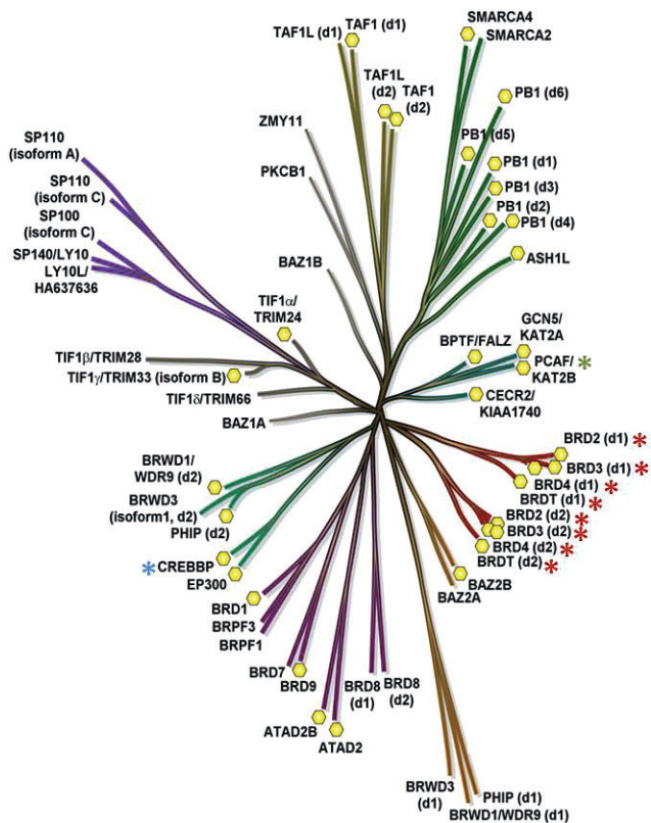 SMARCA4
SMARCA2
TAF1 (d1)
TAF1L (d1)
TAF1L
(d2)
TAF1
(d2)
PB1 (d6)
ZMY11
PB1 (d5)
SP110
(isoform A)
PB1 (d1)
PKCB1
SP110
(isoform C)
PB1 (d3)
PB1 (d2)
SP100
(isoform C)
PB1 (d4)
SP140/LY10
ASH1L
LY10L/
HA637636
BAZ1B
TIF1α/
TRIM24
GCN5/
KAT2A
BPTF/FALZ
PCAF/ *
KAT2B
TIF1β/TRIM28
TIF1γ/TRIM33 (isoform B)
TIF1δ/TRIM66
CECR2/
KIAA1740
BAZ1A
BRD2 (d1) *
BRD3 (d1) *
BRD4 (d1) *
BRDT (d1) *
BRD2 (d2) *
BRD3 (d2) *
BRD4 (d2) *
BRDT (d2) *
BRWD1/
WDR9 (d2)
BRWD3
(isoform1, d2)
PHIP (d2)
* CREBBP
EP300
BAZ2B
BAZ2A
BRD1
BRPF3
BRPF1
BRD7
BRD9
BRD8
(d1)
BRD8
(d2)
ATAD2B
ATAD2
BRWD3
(d1)
PHIP (d1)
BRWD1/WDR9 (d1)